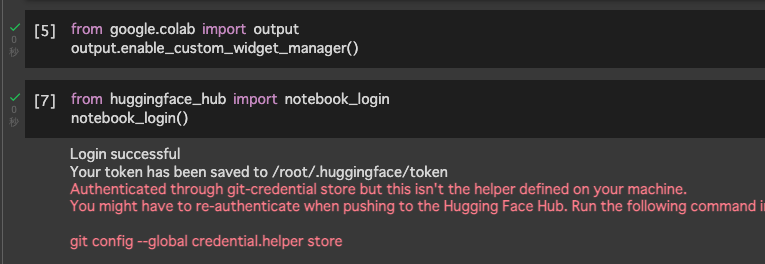 [5] from google.colab import output
output.enable_custom_widget_manager()
0
秒
[7] from huggingface_hub import notebook_login
notebook_login()
0
秒
Login successful
Your token has been saved to /root/.huggingface/token
Authenticated through git-credential store but this isn't the helper defined on your machine.
You might have to re-authenticate when pushing to the Hugging Face Hub. Run the following command i
git config --global credential.helper store